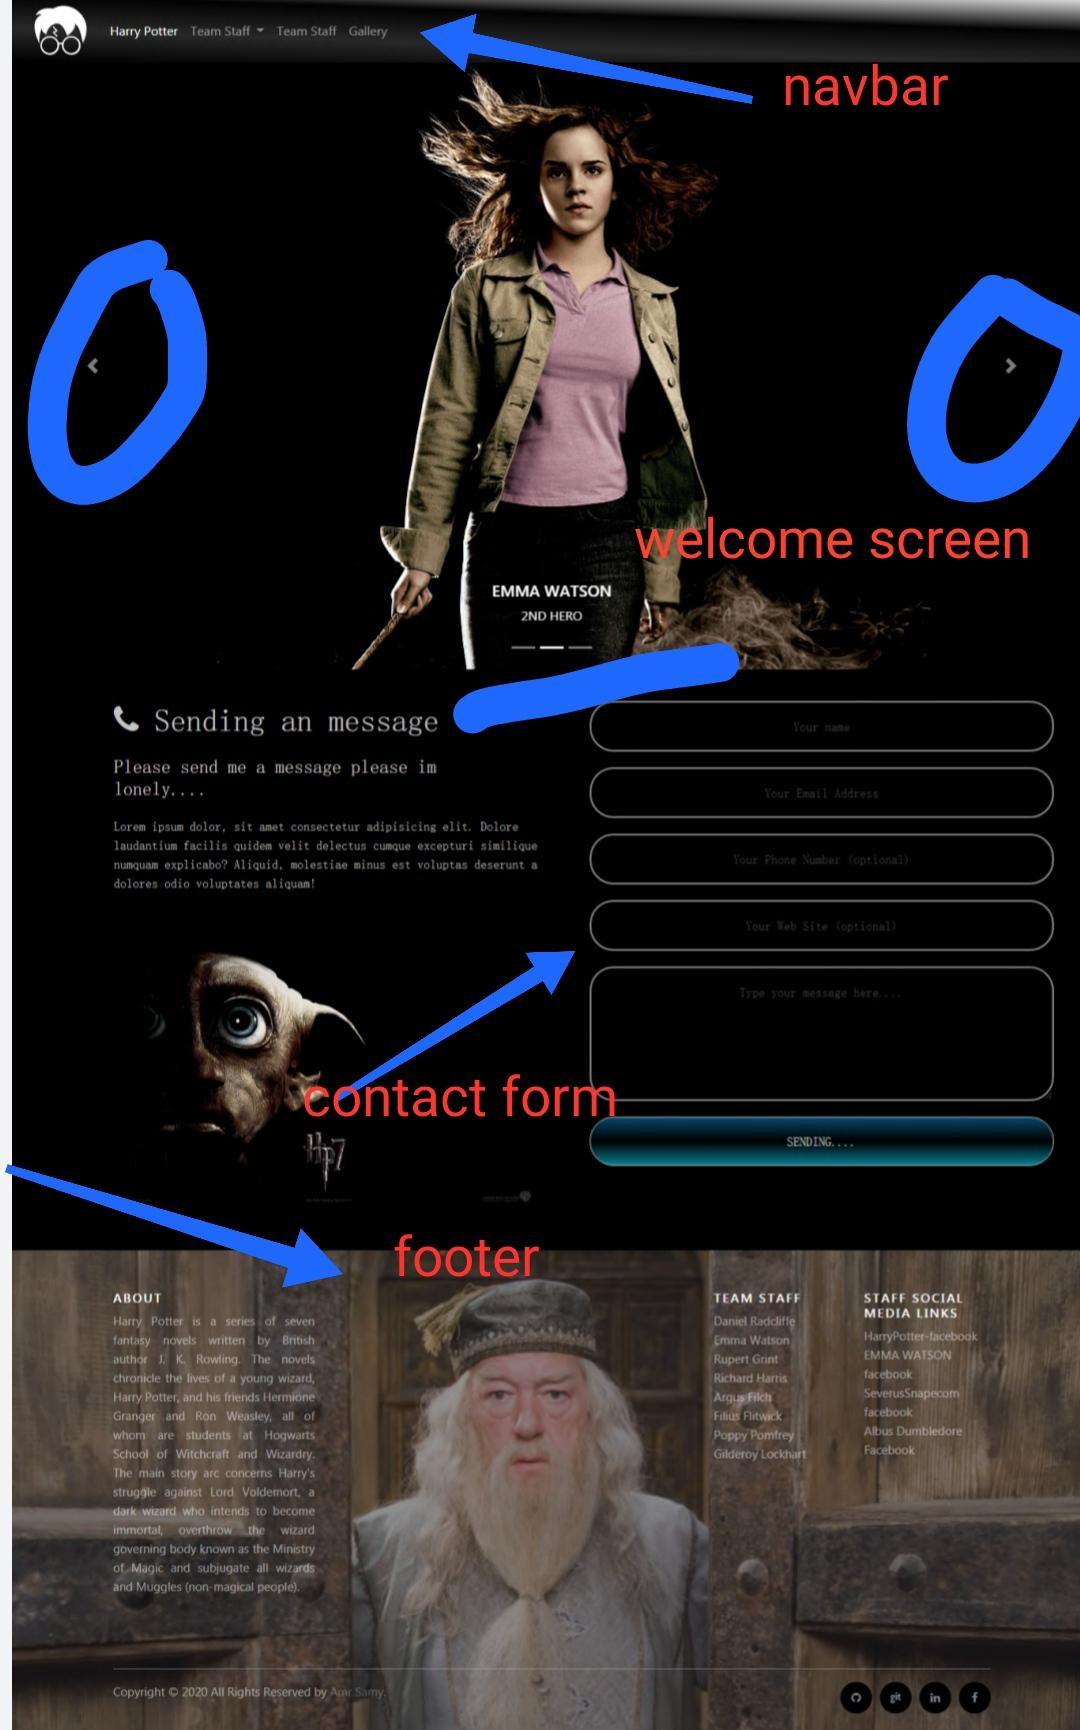 Harry Potter Team Staff Team Staff Gallery
navbar
welcome screen
EMMA WATSON
2ND HERO
Sending an message
Please send me a message please im
lonely....
Lorem ipsum dolor, sit amet consectetur adipisicing elit. Dolore
laudantium facilis quidem velit delectus cumque excepturi similique
numquam explicabo? Aliquid, molestiae minus est voluptas deserunt a
dolores odio voluptates aliquam!
Your name
Your Email Address
Your Phone Number (optional)
Your Web Site (optional)
Type your message here....
contact form
SENDING....
Hp7
footer
ABOUT
Harry Potter is a series of seven
fantasy novels written by British
author J. K. Rowling. The novels
chronicle the lives of a young wizard,
Harry Potter, and his friends Hermione
Granger and Ron Weasley, all of
whom are students at Hogwarts
School of Witchcraft and Wizardry.
The main story arc concerns Harry's
struggle against Lord Voldemort, a
dark wizard who intends to become
immortal, overthrow the wizard
governing body known as the Ministry
of Magic and subjugate all wizards
and Muggles (non-magical people).
TEAM STAFF
Daniel Radcliffe
Emma Watson
Rupert Grint
Richard Harris
Argus Filch
Filius Flitwick
Poppy Pomfrey
Gilderoy Lockhart
STAFF SOCIAL
MEDIA LINKS
HarryPotter-facebook
EMMA WATSON
facebook
SeverusSnapecom
facebook
Albus Dumbledore
Facebook
Copyright © 2020 All Rights Reserved by Amr Samy.
git in f